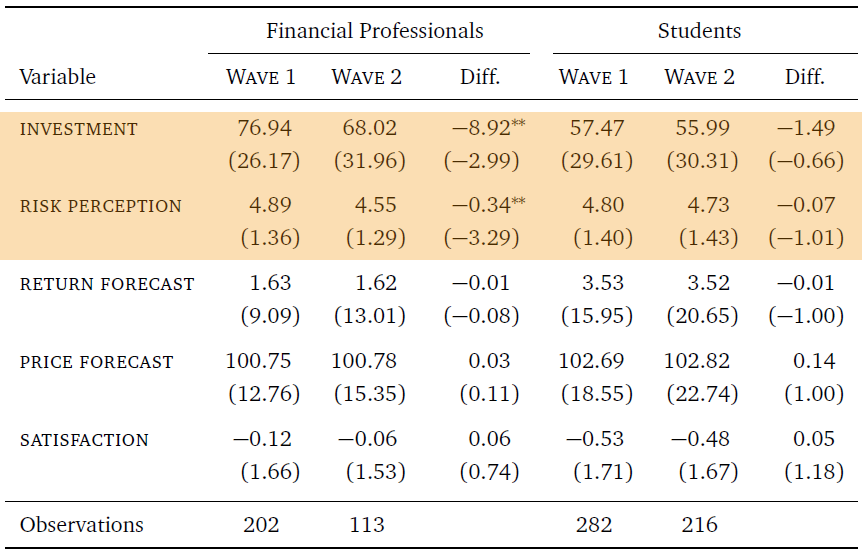 Financial Professionals Students
Variable WAVE 1 WAVE 2 Diff. WAVE 1 WAVE 2 Diff.
INVESTMENT 76.94 68.02 −8.92** 57.47 55.99 −1.49
(26.17) (31.96) (−2.99) (29.61) (30.31) (−0.66)
RISK PERCEPTION 4.89 4.55 −0.34** 4.80 4.73 −0.07
(1.36) (1.29) (−3.29) (1.40) (1.43) (−1.01)
RETURN FORECAST 1.63 1.62 −0.01 3.53 3.52 −0.01
(9.09) (13.01) (−0.08) (15.95) (20.65) (−1.00)
PRICE FORECAST 100.75 100.78 0.03 102.69 102.82 0.14
(12.76) (15.35) (0.11) (18.55) (22.74) (1.00)
SATISFACTION −0.12 −0.06 0.06 −0.53 −0.48 0.05
(1.66) (1.53) (0.74) (1.71) (1.67) (1.18)
Observations 202 113 282 216